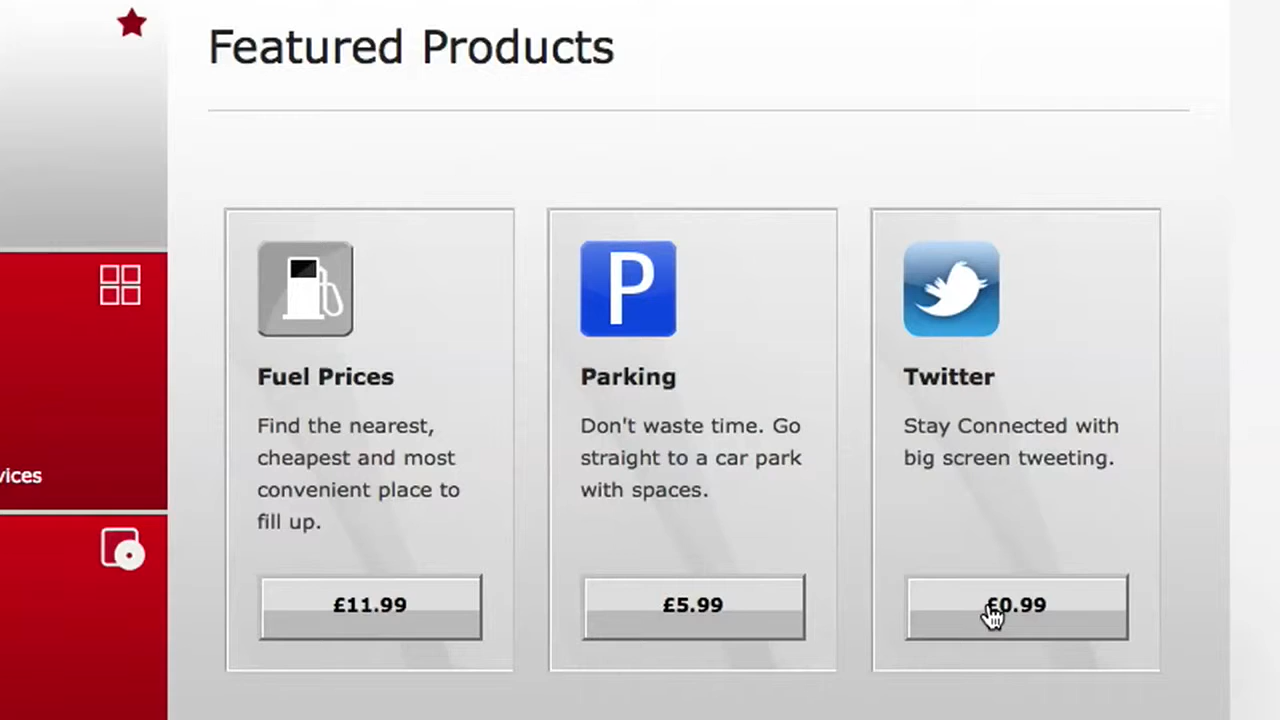 Featured Products
Fuel Prices
Find the nearest,
cheapest and most
convenient place to
fill up.
£11.99
P
Parking
Don't waste time. Go
straight to a car park
with spaces.
£5.99
Twitter
Stay Connected with
big screen tweeting.
£0.99
vices